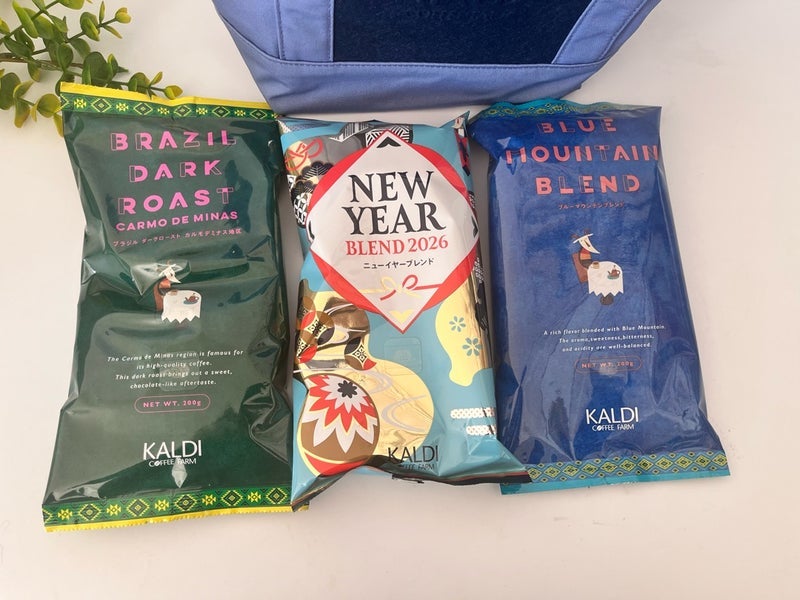 BRAZIL
DARK
ROAST
CARMO DE MINAS
ブラジル ダークロースト カルモデミナス地区
The Carmo de Minas region is famous for
its high-quality coffee.
This dark roast brings out a sweet,
chocolate-like aftertaste.
NET WT. 200g
KALDI
COFFEE FARM
NEW
YEAR
BLEND 2026
ニューイヤーブレンド
KALDI
COFFEE FARM
BLUE
MOUNTAIN
BLEND
ブルーマウンテンブレンド
A rich flavor blended with Blue Mountain.
The aroma, sweetness, bitterness,
and acidity are well-balanced.
NET WT. 200g
KALDI
COFFEE FARM